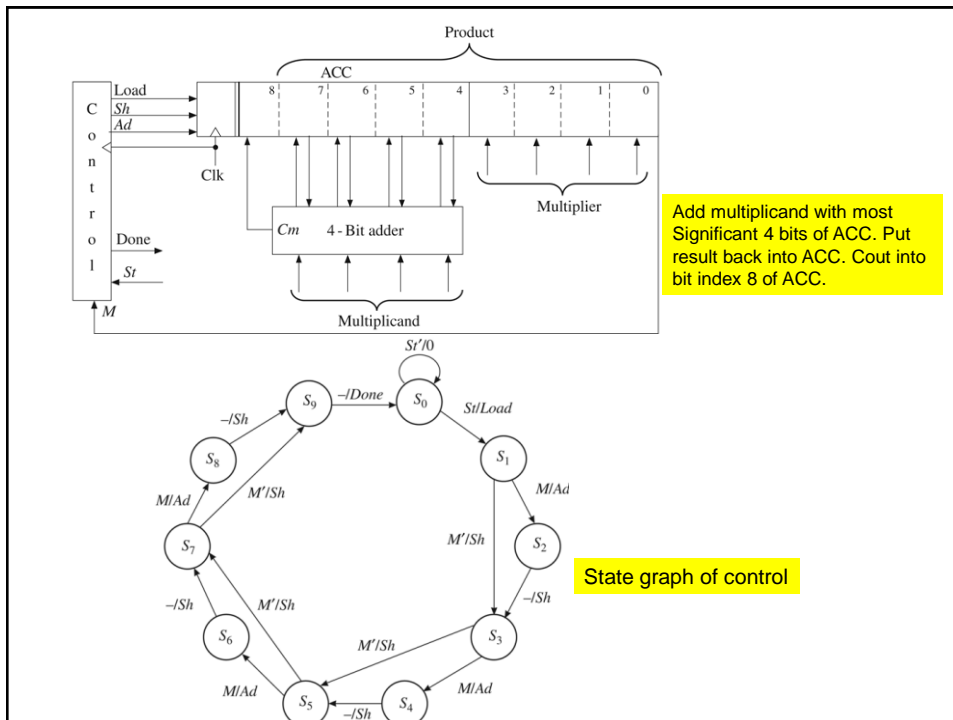 Product
ACC
8 7 6 5 4 3 2 1 0
Load
Sh
Ad
Control
Clk
Multiplier
Cm 4-Bit adder
Done
St
M
Multiplicand
Add multiplicand with most
Significant 4 bits of ACC. Put
result back into ACC. Cout into
bit index 8 of ACC.
St′/0
S9
–/Done
S0
St/Load
–/Sh
S1
S8
M/Ad
M′/Sh
M/Ad
S7
M′/Sh
S2
State graph of control
–/Sh
M′/Sh
–/Sh
S6
M′/Sh
S3
M/Ad
M/Ad
S5
–/Sh
S4